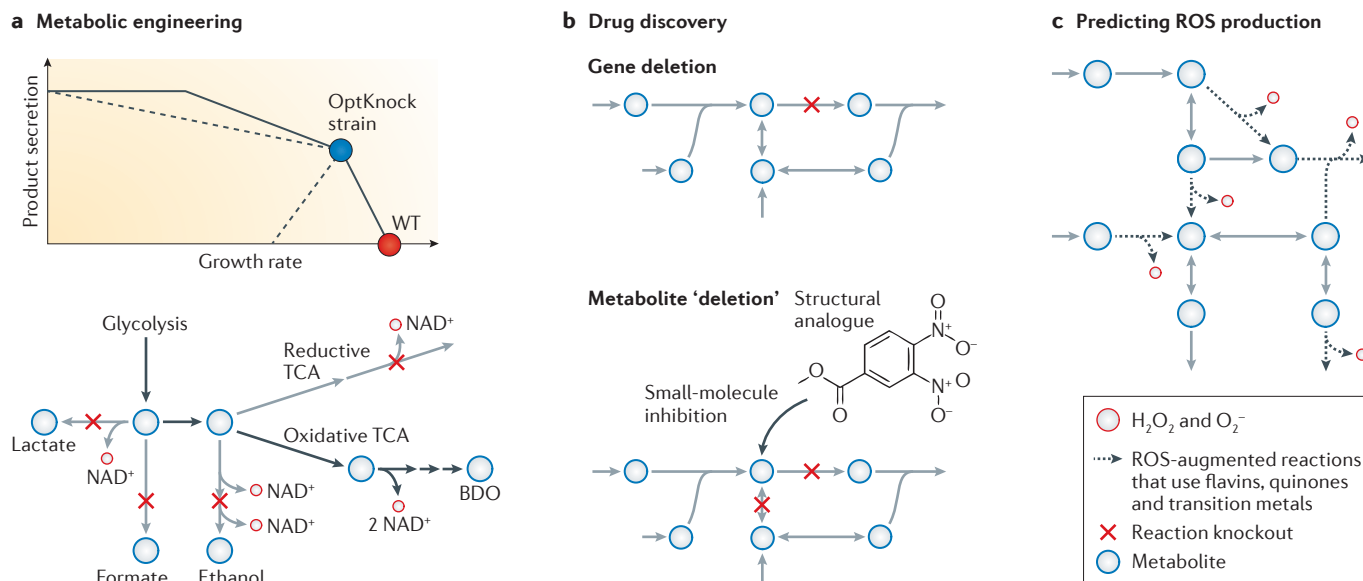 a Metabolic engineering
Product secretion
OptKnock
strain
WT
Growth rate
Glycolysis
Reductive
TCA
NAD⁺
Lactate
NAD⁺
Oxidative TCA
NAD⁺
NAD⁺
2 NAD⁺
BDO
Formate
Ethanol
b Drug discovery
Gene deletion
Metabolite ‘deletion’
Structural
analogue
Small-molecule
inhibition
O
O
N⁺
O⁻
N⁺
O
O⁻
O
c Predicting ROS production
H₂O₂ and O₂⁻
ROS-augmented reactions
that use flavins, quinones
and transition metals
Reaction knockout
Metabolite